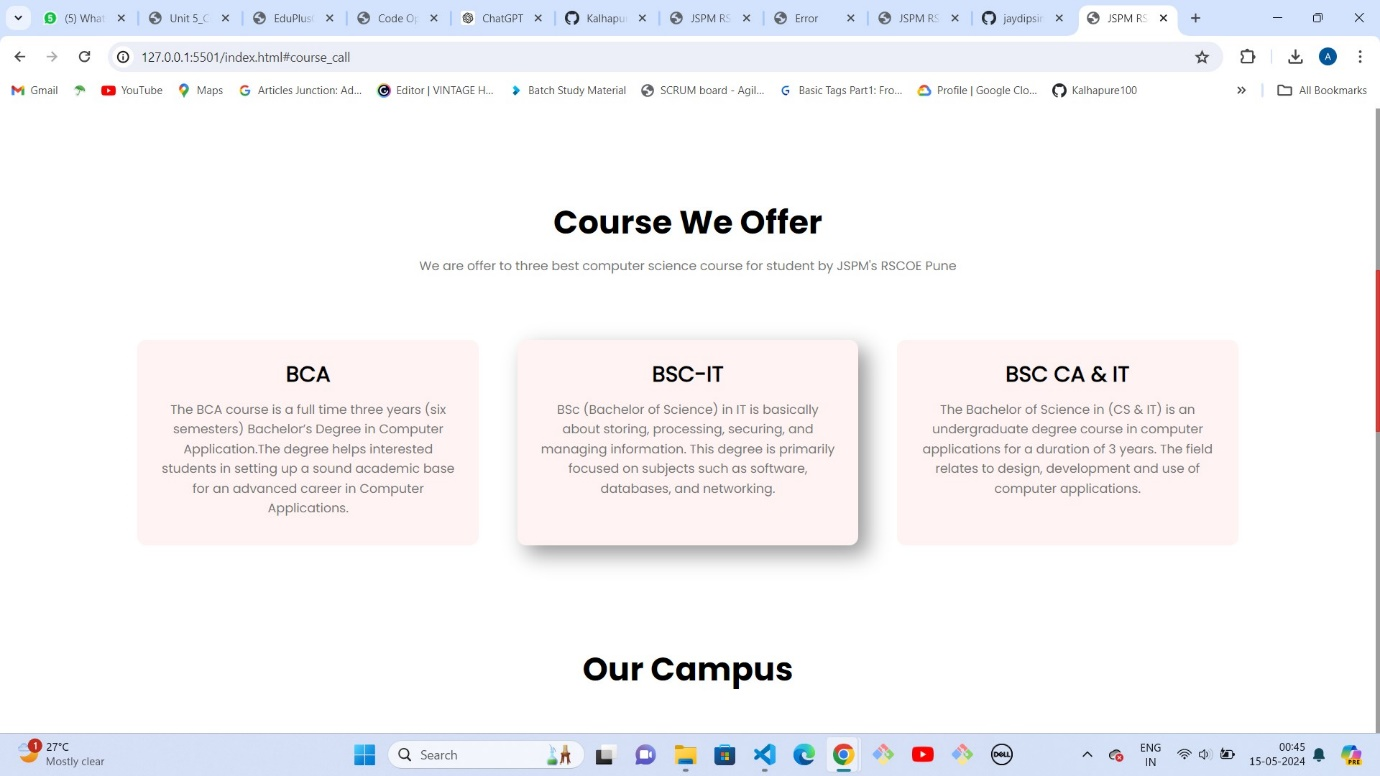 (5) What
Unit 5_C
EduPlus
Code Op
ChatGPT
Kalhapu
JSPM RS
Error
JSPM RS
jaydipsir
JSPM RS
127.0.0.1:5501/index.html#course_call
A
Gmail
YouTube
Maps
Articles Junction: Ad...
Editor | VINTAGE H...
Batch Study Material
SCRUM board - Agil...
Basic Tags Part1: Fro...
Profile | Google Clo...
Kalhapure100
All Bookmarks
Course We Offer
We are offer to three best computer science course for student by JSPM's RSCOE Pune
BCA
The BCA course is a full time three years (six
semesters) Bachelor's Degree in Computer
Application.The degree helps interested
students in setting up a sound academic base
for an advanced career in Computer
Applications.
BSC-IT
BSc (Bachelor of Science) in IT is basically
about storing, processing, securing, and
managing information. This degree is primarily
focused on subjects such as software,
databases, and networking.
BSC CA & IT
The Bachelor of Science in (CS & IT) is an
undergraduate degree course in computer
applications for a duration of 3 years. The field
relates to design, development and use of
computer applications.
Our Campus
1
27°C
Mostly clear
Search
DELL
ENG
IN
00:45
15-05-2024
PRE